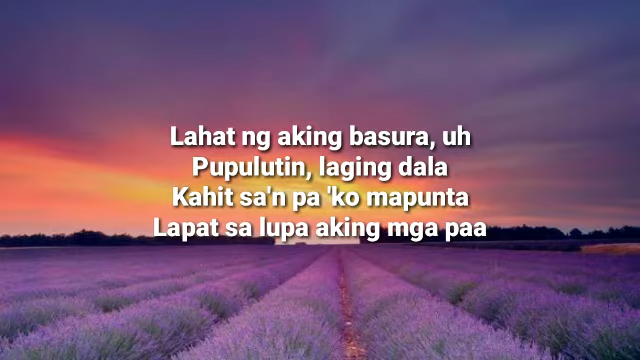 Lahat ng aking basura, uh
Pupulutin, laging dala
Kahit sa'n pa 'ko mapunta
Lapat sa lupa aking mga paa